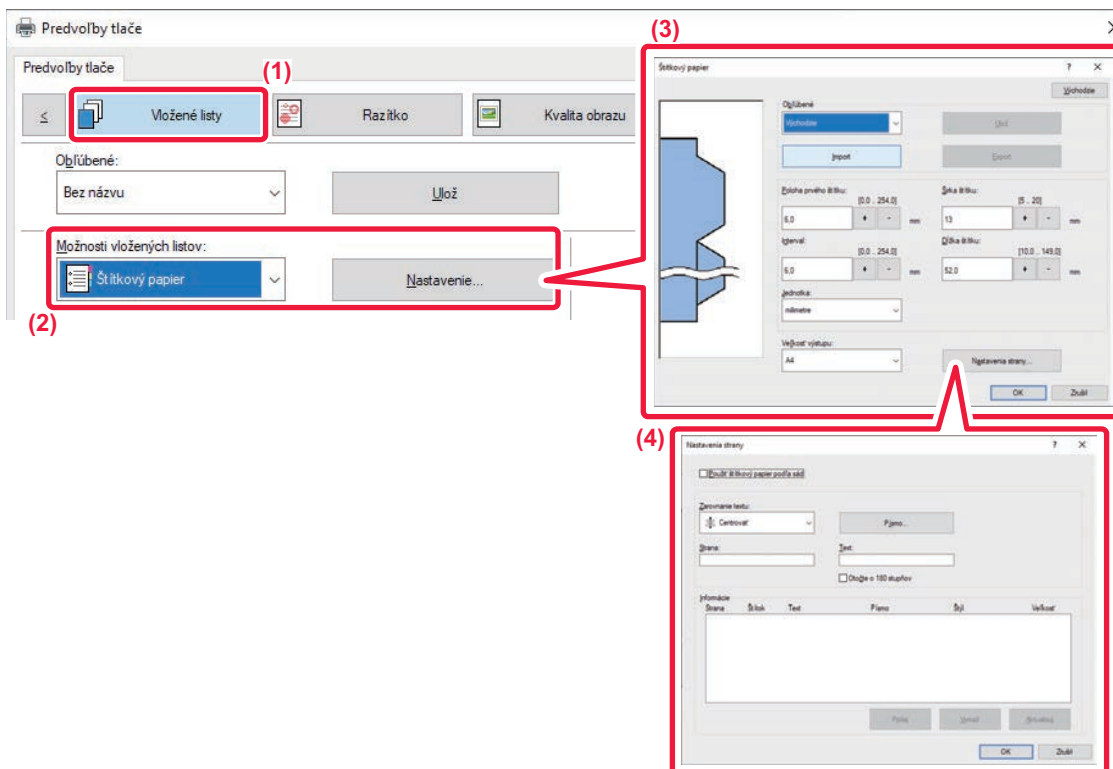 Predvoľby tlače
Predvoľby tlače
(1)
<
Vložené listy
Razítko
Kvalita obrazu
Obľúbené:
Bez názvu
Ulož
Možnosti vložených listov:
Štítkový papier
Nastavenie...
(2)
(3)
Štítkový papier
? X
Východzie
Obľúbené
Východzie
Ulož
Import
Export
Poloha prvého štítku:
[0,0 .. 254,0]
6,0
+ -
mm
Šírka štítku:
[5 .. 20]
13
+ -
mm
Interval:
[0,0 .. 254,0]
6,0
+ -
mm
Dĺžka štítku:
[10,0 .. 149,0]
52,0
+ -
mm
Jednotka:
milimetre
Veľkosť výstupu:
A4
Nastavenia strany...
OK
Zrušiť
(4)
Nastavenia strany
? X
Použiť štítkový papier podľa sád
Zarovnanie textu:
Centrovať
Písmo...
Strana:
Text:
Otočte o 180 stupňov
Informácie
Strana Štítok Text Písmo Štýl Veľkosť
Pridaj
Vymaž
Aktualizuj
OK
Zrušiť